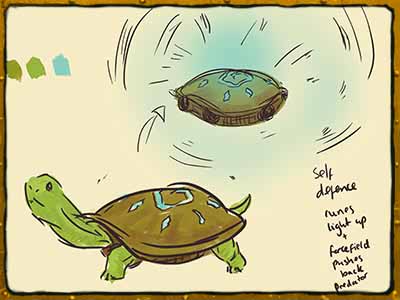 self
defence
runes
light up
+
forcefield
pushes
back
predator